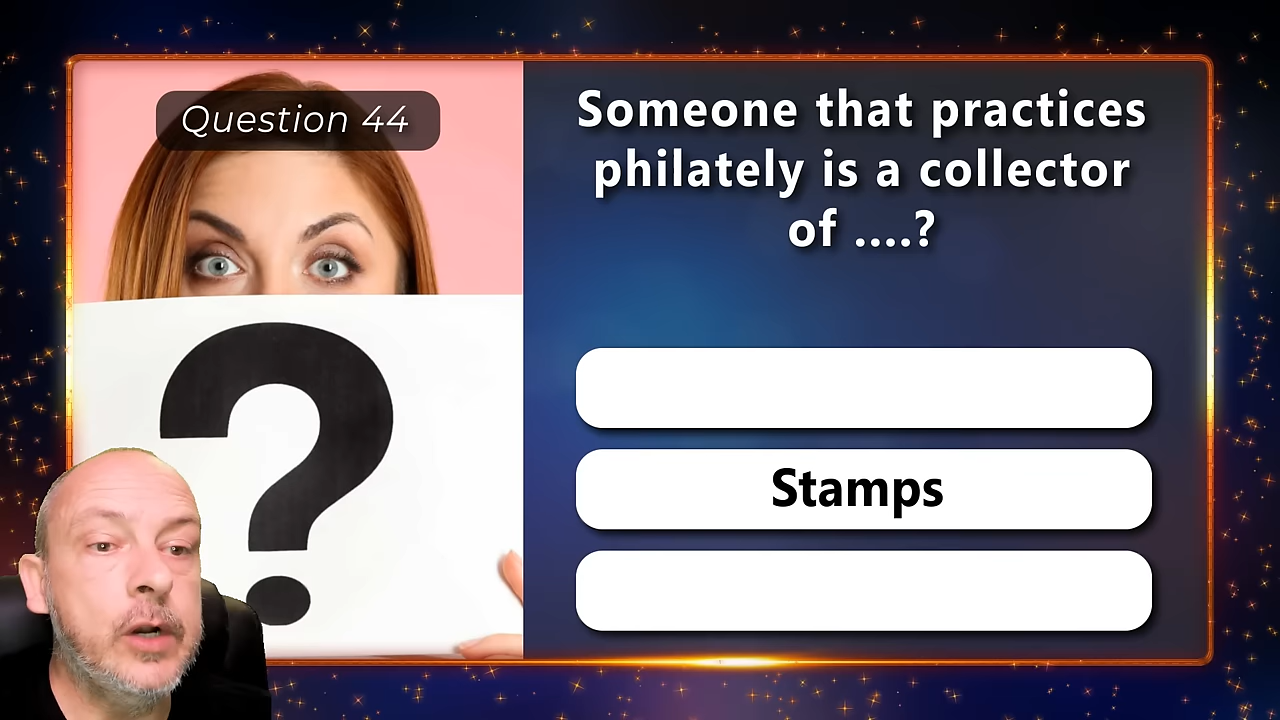 Question 44
Someone that practices
philately is a collector
of ....?
?
Stamps